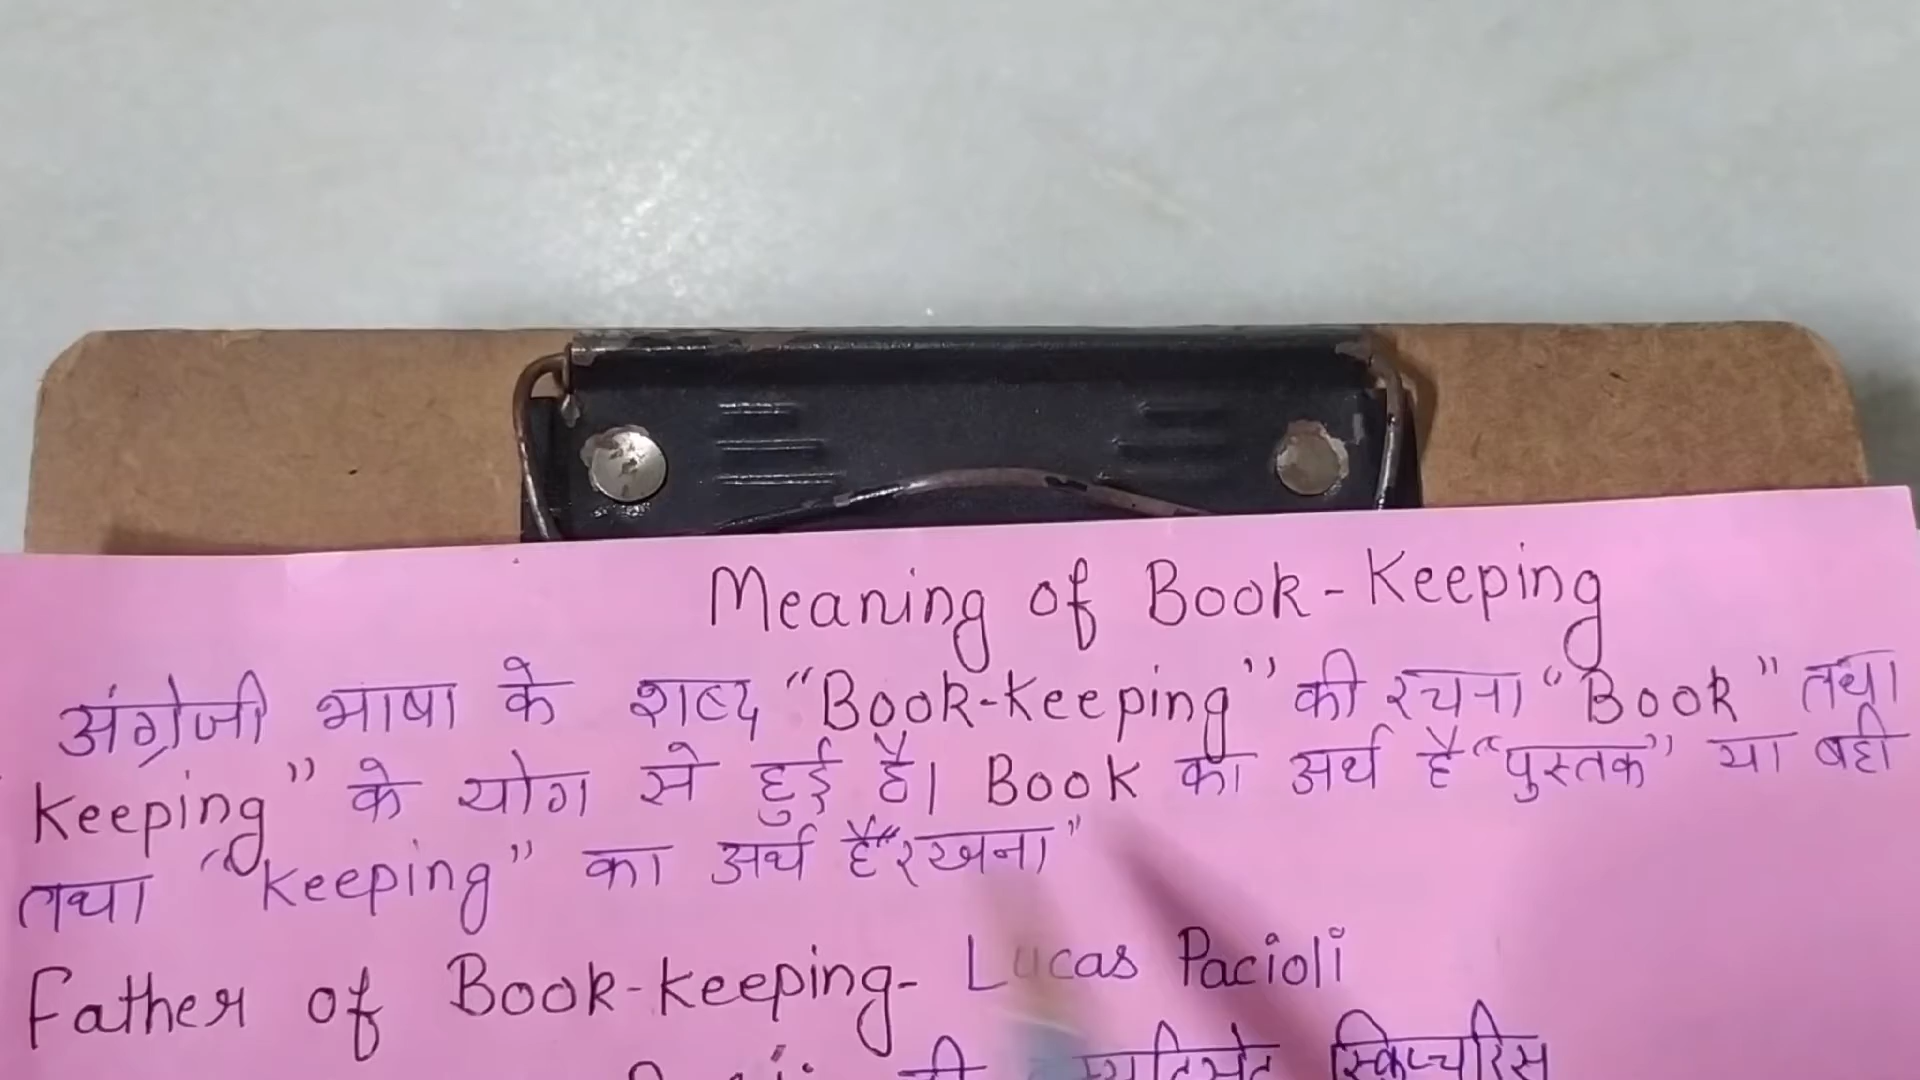 Meaning of Book-Keeping
अंग्रेजी भाषा के शब्द “Book-Keeping” की रचना “Book” तथा
Keeping” के योग से हुई है। Book का अर्थ है “पुस्तक” या बही
तथा “Keeping” का अर्थ है “रखना”
Father of Book-Keeping- Lucas Pacioli
की स्क्रिप्चरिस